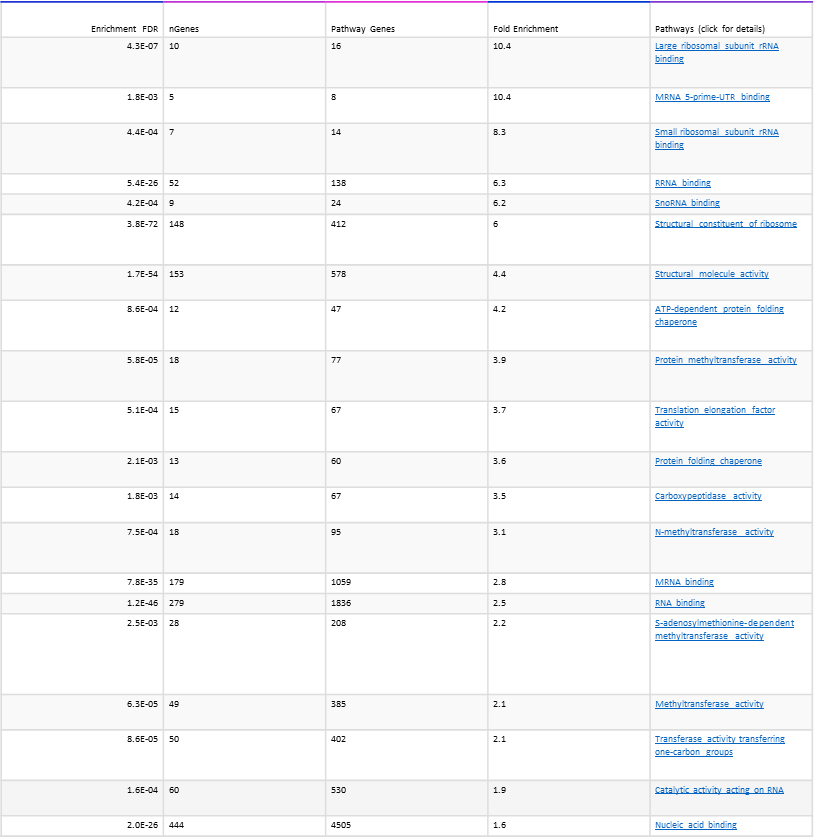 Enrichment FDR nGenes Pathway Genes Fold Enrichment Pathways (click for details)
4.3E-07 10 16 10.4 Large ribosomal subunit rRNA
binding
1.8E-03 5 8 10.4 MRNA 5-prime-UTR binding
4.4E-04 7 14 8.3 Small ribosomal subunit rRNA
binding
5.4E-26 52 138 6.3 RRNA binding
4.2E-04 9 24 6.2 SnoRNA binding
3.8E-72 148 412 6 Structural constituent of ribosome
1.7E-54 153 578 4.4 Structural molecule activity
8.6E-04 12 47 4.2 ATP-dependent protein folding
chaperone
5.8E-05 18 77 3.9 Protein methyltransferase activity
5.1E-04 15 67 3.7 Translation elongation factor
activity
2.1E-03 13 60 3.6 Protein folding chaperone
1.8E-03 14 67 3.5 Carboxypeptidase activity
7.5E-04 18 95 3.1 N-methyltransferase activity
7.8E-35 179 1059 2.8 MRNA binding
1.2E-46 279 1836 2.5 RNA binding
2.5E-03 28 208 2.2 S-adenosylmethionine-dependent
methyltransferase activity
6.3E-05 49 385 2.1 Methyltransferase activity
8.6E-05 50 402 2.1 Transferase activity transferring
one-carbon groups
1.6E-04 60 530 1.9 Catalytic activity acting on RNA
2.0E-26 444 4505 1.6 Nucleic acid binding